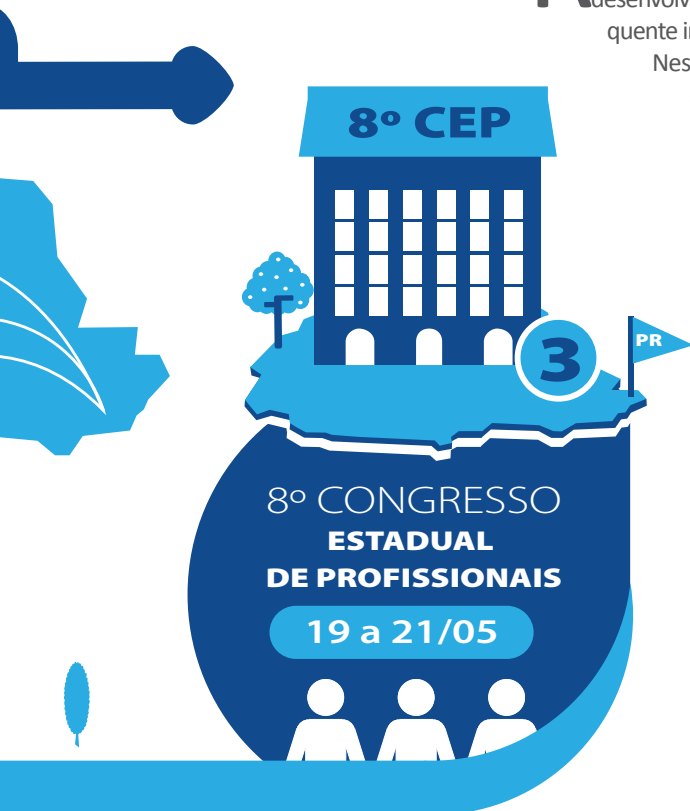 quente
Nes
8º CEP
3
PR
8º CONGRESSO
ESTADUAL
DE PROFISSIONAIS
19 a 21/05